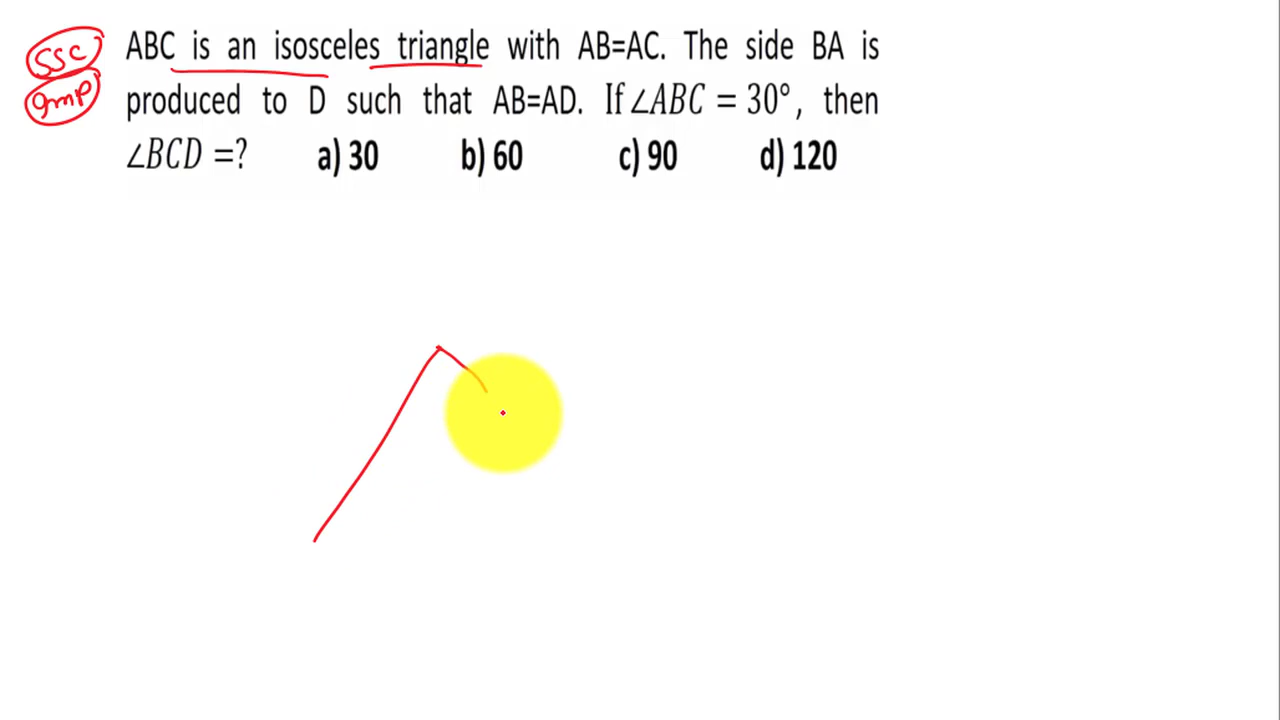 SSC
gmp
ABC is an isosceles triangle with AB=AC. The side BA is
produced to D such that AB=AD. If ∠ABC = 30°, then
∠BCD =? a) 30 b) 60 c) 90 d) 120